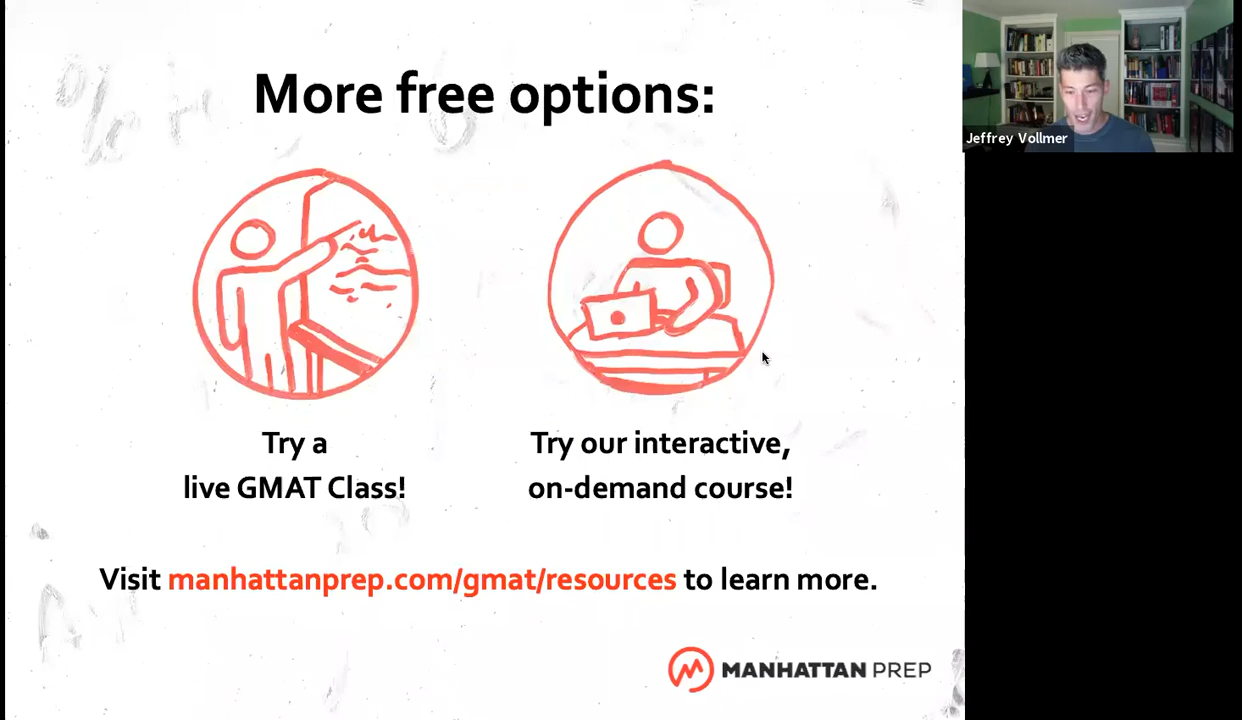 More free options:
Jeffrey Vollmer
Try a
live GMAT Class!
Try our interactive,
on-demand course!
Visit manhattanprep.com/gmat/resources to learn more.
MANHATTAN PREP